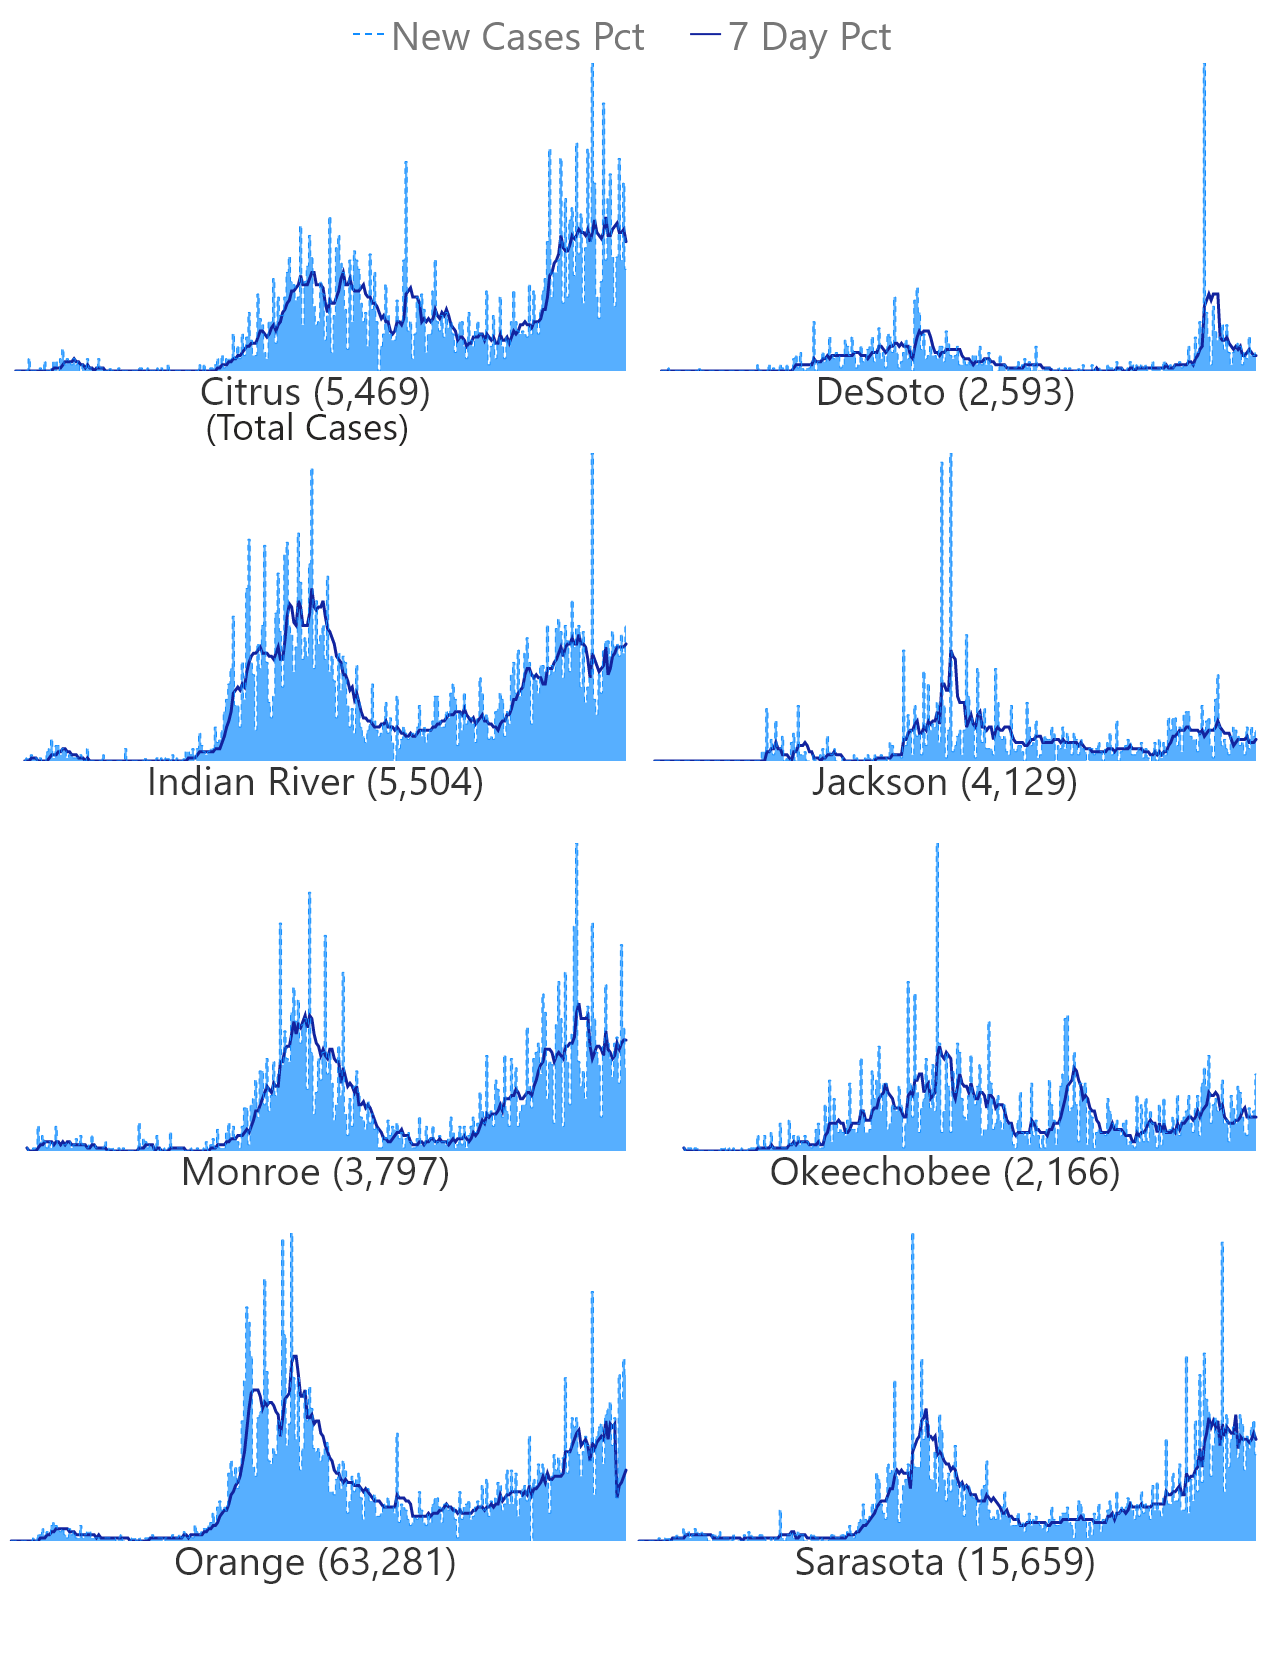 New Cases Pct 7 Day Pct
Citrus (5,469) DeSoto (2,593)
(Total Cases)
Indian River (5,504) Jackson (4,129)
Monroe (3,797) Okeechobee (2,166)
Orange (63,281) Sarasota (15,659)